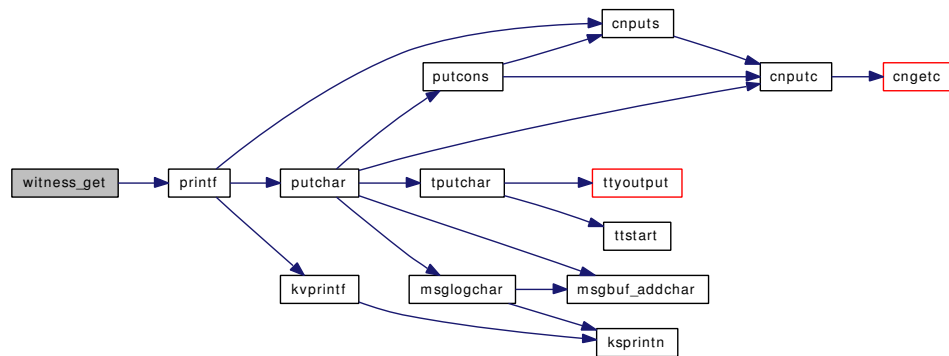 cnputs
putcons
cnputc
cngetc
witness_get
printf
putchar
tputchar
ttyoutput
ttstart
kvprintf
msglogchar
msgbuf_addchar
ksprintn